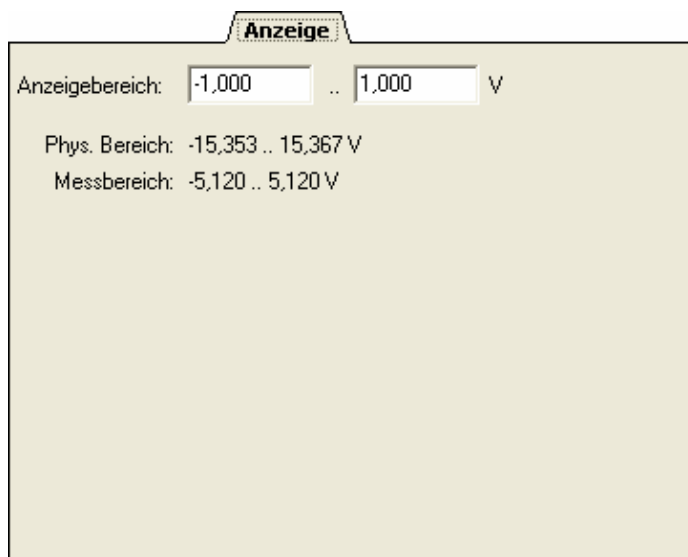 Anzeige
Anzeigebereich: -1,000 .. 1,000 V
Phys. Bereich: -15,353 .. 15,367 V
Messbereich: -5,120 .. 5,120 V